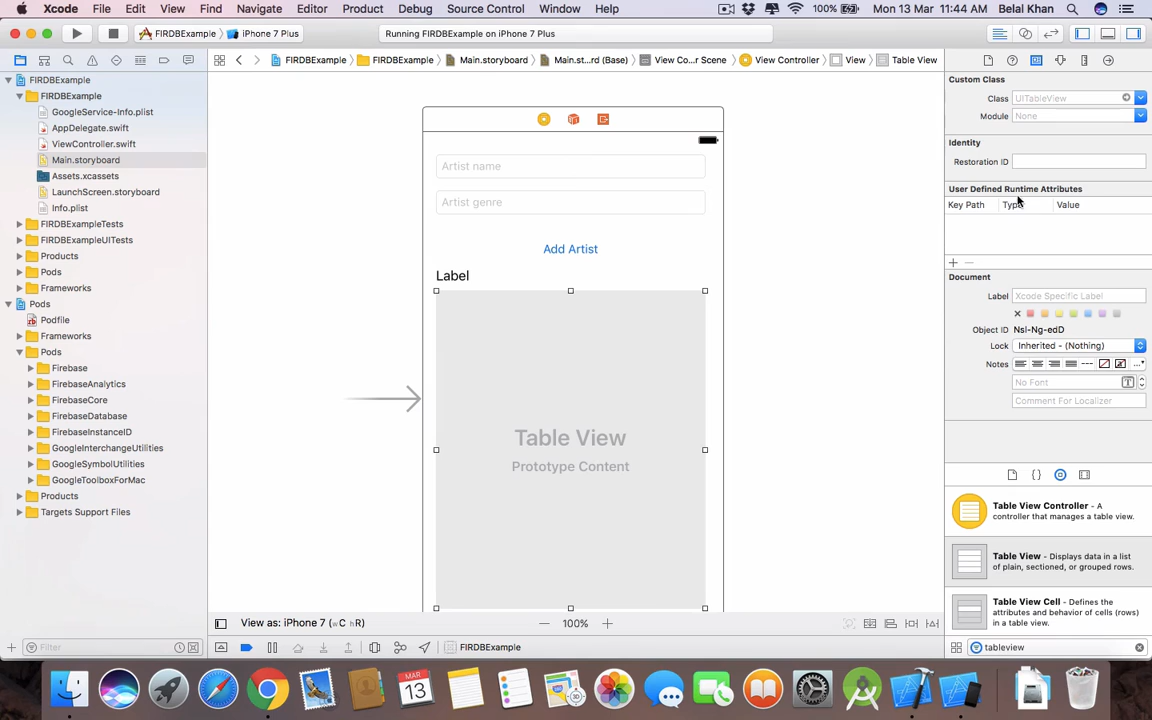 Xcode File Edit View Find Navigate Editor Product Debug Source Control Window Help 100% Mon 13 Mar 11:44 AM Belal Khan
FIRDBExample iPhone 7 Plus Running FIRDBExample on iPhone 7 Plus
FIRDBExample FIRDBExample Main.storyboard Main.st...rd (Base) View Co...r Scene View Controller View Table View
FIRDBExample
FIRDBExample
GoogleService-Info.plist
AppDelegate.swift
ViewController.swift
Main.storyboard
Assets.xcassets
LaunchScreen.storyboard
Info.plist
FIRDBExampleTests
FIRDBExampleUITests
Products
Pods
Frameworks
Pods
Podfile
Frameworks
Pods
Firebase
FirebaseAnalytics
FirebaseCore
FirebaseDatabase
FirebaseInstanceID
GoogleInterchangeUtilities
GoogleSymbolUtilities
GoogleToolboxForMac
Products
Targets Support Files
Filter
Artist name
Artist genre
Add Artist
Label
Table View
Prototype Content
View as: iPhone 7 (wC hR) 100%
FIRDBExample
Custom Class
Class UITableView
Module None
Identity
Restoration ID
User Defined Runtime Attributes
Key Path Type Value
Document
Label Xcode Specific Label
Object ID NsI-Ng-edD
Lock Inherited - (Nothing)
Notes
No Font
Comment For Localizer
Table View Controller - A
controller that manages a table view.
Table View - Displays data in a list
of plain, sectioned, or grouped rows.
Table View Cell - Defines the
attributes and behavior of cells (rows)
in a table view.
tableview
MAR
13